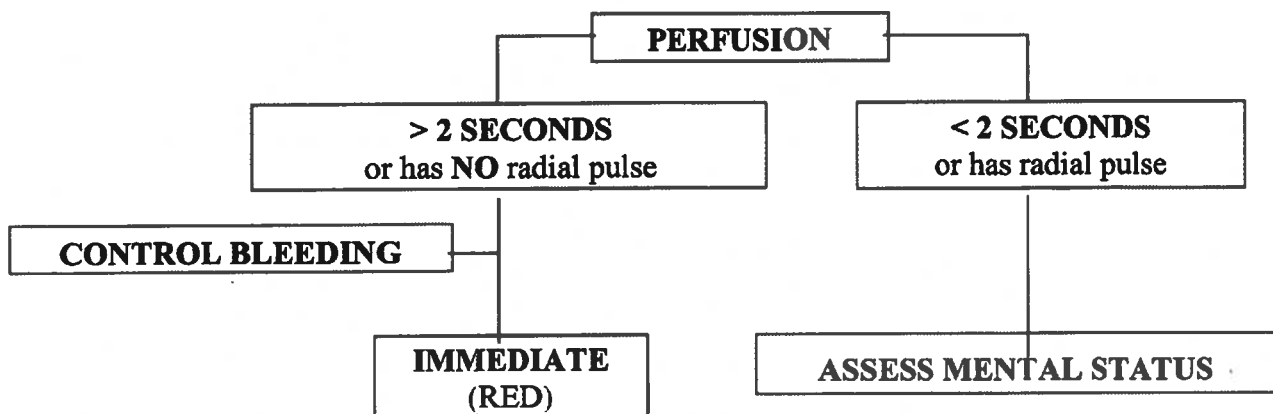 PERFUSION
> 2 SECONDS
or has NO radial pulse
< 2 SECONDS
or has radial pulse
CONTROL BLEEDING
IMMEDIATE
(RED)
ASSESS MENTAL STATUS